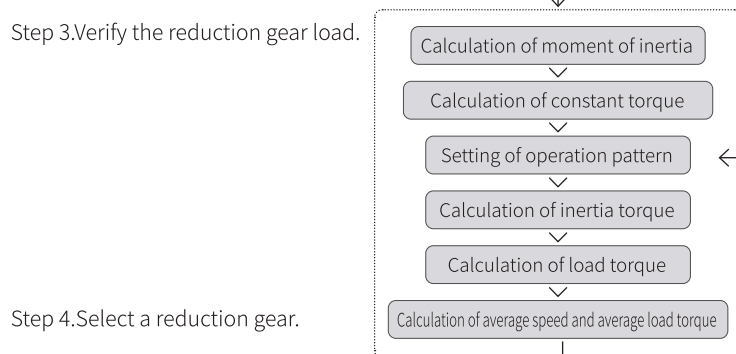 Step 3.Verify the reduction gear load.
Calculation of moment of inertia
Calculation of constant torque
Setting of operation pattern
Calculation of inertia torque
Calculation of load torque
Step 4.Select a reduction gear.
Calculation of average speed and average load torque